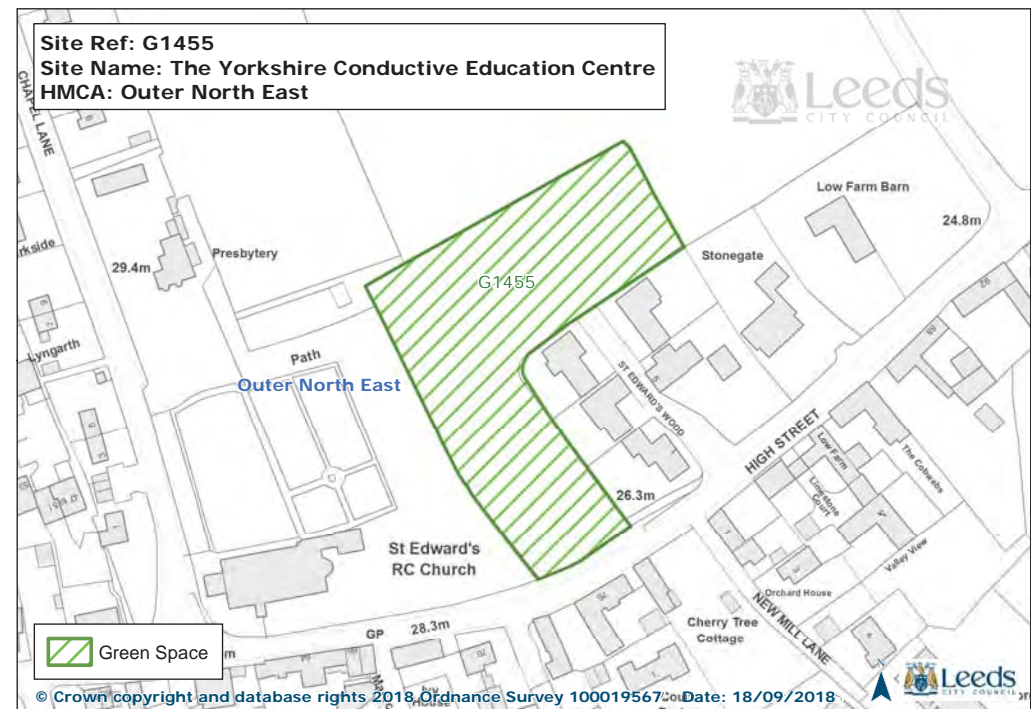 Site Ref: G1455
Site Name: The Yorkshire Conductive Education Centre
HMCA: Outer North East
Leeds
CITY COUNCIL
CHAPEL LANE
Low Farm Barn
24.8m
Presbytery
29.4m
Stonegate
G1455
Lyngarth
Path
Outer North East
5
ST EDWARD'S WOOD
HIGH STREET
Low Farm
The Cobwebs
Limestone
Court
26.3m
1
Valley View
St Edward's
RC Church
Orchard House
NEW MILL LANE
Cherry Tree
Cottage
GP
28.3m
Green Space
© Crown copyright and database rights 2018 Ordnance Survey 100019567
Date: 18/09/2018
Leeds
CITY COUNCIL